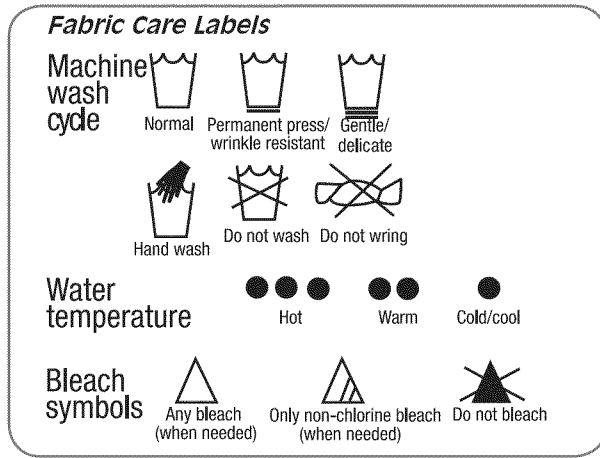 Fabric Care Labels
Machine
wash
cycle
Normal
Permanent press/
wrinkle resistant
Gentle/
delicate
Hand wash
Do not wash
Do not wring
Water
temperature
Hot
Warm
Cold/cool
Bleach
symbols
Any bleach
(when needed)
Only non-chlorine bleach
(when needed)
Do not bleach